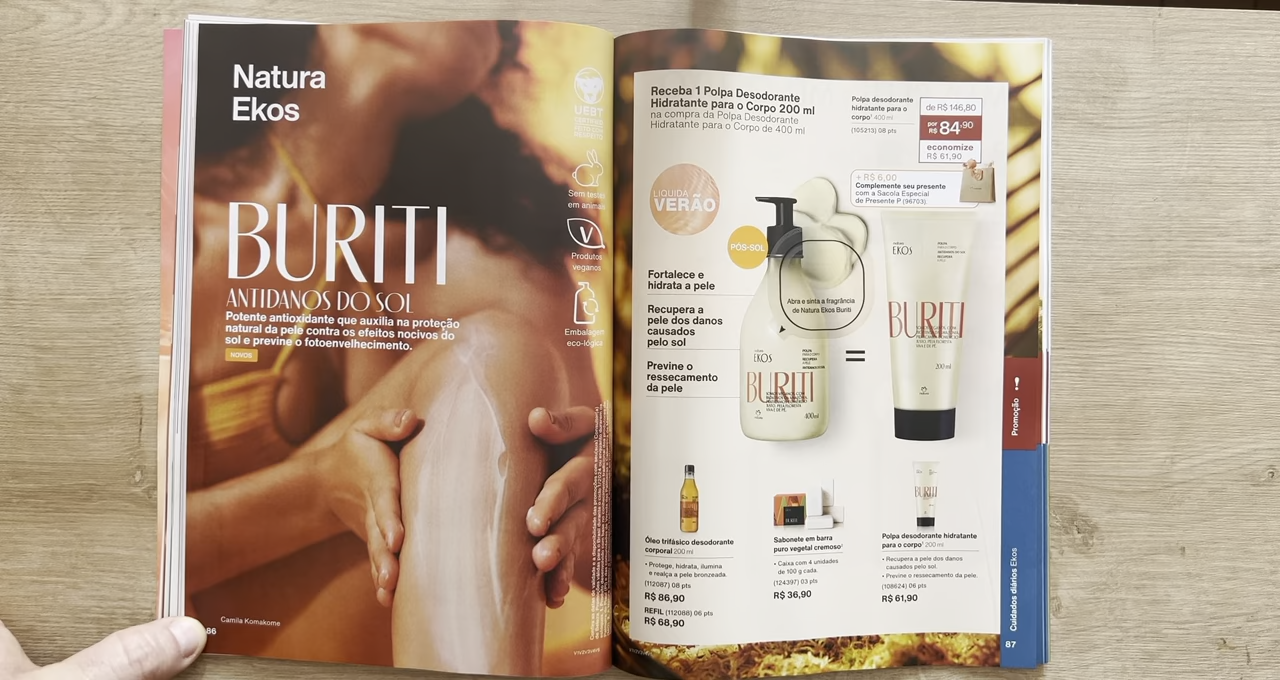 Natura
Ekos
UEBT
Sem testes
em animais
Produtos
veganos
Embalagem
eco-lógica
BURITI
ANTIDANOS DO SOL
Potente antioxidante que auxilia na proteção
natural da pele contra os efeitos nocivos do
sol e previne o fotoenvelhecimento.
NOVOS
Camila Komakome
86
Receba 1 Polpa Desodorante
Hidratante para o Corpo 200 ml
na compra da Polpa Desodorante
Hidratante para o Corpo de 400 ml
Polpa desodorante
hidratante para o
corpo¹ 400 ml
(105213) 08 pts
de R$ 146,80
por
R$ 84,90
economize
R$ 61,90
+ R$ 6,00
Complemente seu presente
com a Sacola Especial
de Presente P (96703).
LIQUIDA
VERÃO
PÓS-SOL
Fortalece e
hidrata a pele
Recupera a
pele dos danos
causados
pelo sol
Previne o
ressecamento
da pele
Abra e sinta a fragrância
de Natura Ekos Buriti
EKOS
BURITI
400ml
=
EKOS
BURITI
200 ml
BURITI
Óleo trifásico desodorante
corporal 200 ml
• Protege, hidrata, ilumina
e realça a pele bronzeada.
(112087) 08 pts
R$ 86,90
REFIL (112088) 06 pts
R$ 68,90
Sabonete em barra
puro vegetal cremoso²
• Caixa com 4 unidades
de 100 g cada.
(124397) 03 pts
R$ 36,90
Polpa desodorante hidratante
para o corpo¹ 200 ml
• Recupera a pele dos danos
causados pelo sol.
• Previne o ressecamento da pele.
(108624) 06 pts
R$ 61,90
Promoção !
Cuidados diários Ekos
87